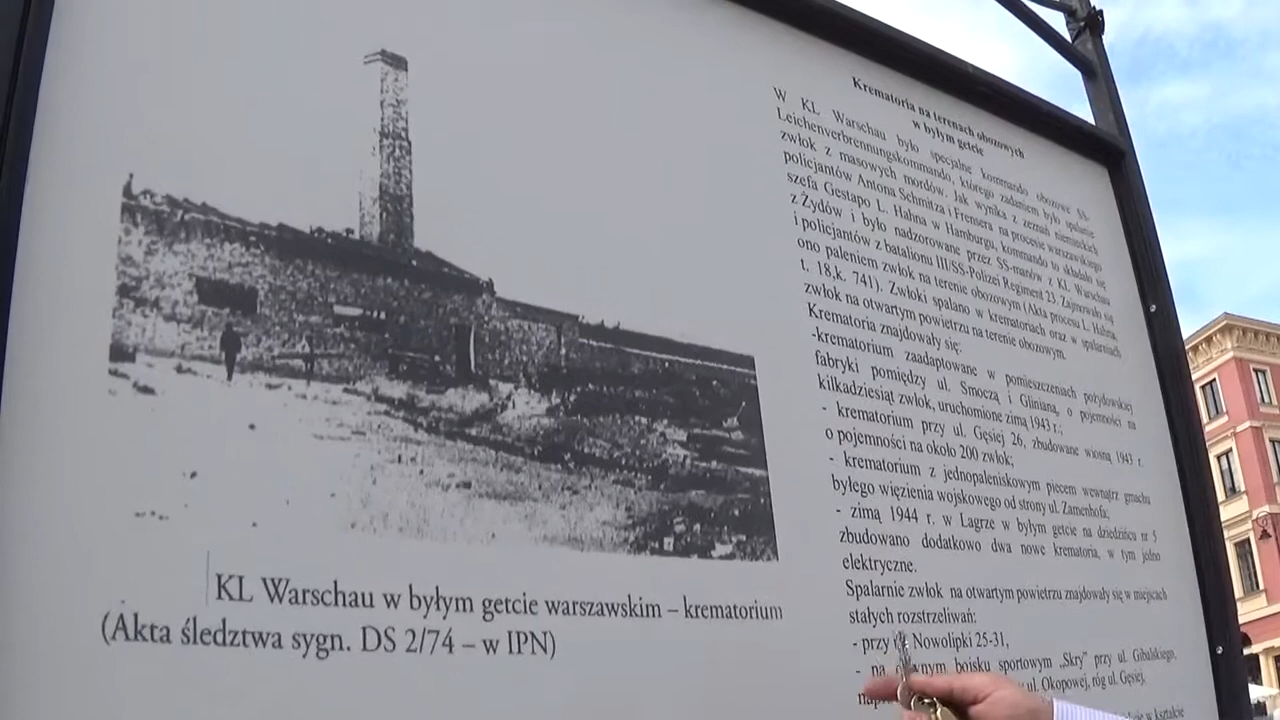 KL Warschau w byłym getcie warszawskim – krematorium
(Akta śledztwa sygn. DS 2/74 – w IPN)
Krematoria na terenach obozowych
w byłym getcie
W KL Warschau było specjalne kommando obozowe SS-
Leichenverbrennungskommando, którego zadaniem było spalanie
zwłok z masowych mordów. Jak wynika z zeznań niemieckich
policjantów Antona Schmitza i Frensera na procesie warszawskiego
szefa Gestapo L. Hahna w Hamburgu, kommando to składało się
z Żydów i było nadzorowane przez SS-manów z KL Warschau
i policjantów z batalionu III/SS-Polizei Regiment 23. Zajmowało się
ono paleniem zwłok na terenie obozowym (Akta procesu L. Hahna,
t. 18,k. 741). Zwłoki spalano w krematoriach oraz w spalarniach
zwłok na otwartym powietrzu na terenie obozowym.
Krematoria znajdowały się:
-krematorium zaadaptowane w pomieszczeniach pożydowskiej
fabryki pomiędzy ul. Smoczą i Glinianą, o pojemności na
kilkadziesiąt zwłok, uruchomione zimą 1943 r.;
- krematorium przy ul. Gęsiej 26, zbudowane wiosną 1943 r.
o pojemności na około 200 zwłok;
- krematorium z jednopaleniskowym piecem wewnątrz gmachu
byłego więzienia wojskowego od strony ul. Zamenhofa;
- zimą 1944 r. w Lagrze w byłym getcie na dziedzińcu nr 5
zbudowano dodatkowo dwa nowe krematoria, w tym jedno
elektryczne.
Spalarnie zwłok na otwartym powietrzu znajdowały się w miejscach
stałych rozstrzeliwań:
- przy Nowolipki 25-31,
- na boisku sportowym „Skry” przy ul. Gibalskiego,
ul. Okopowej, róg ul. Gęsiej,
w kształcie